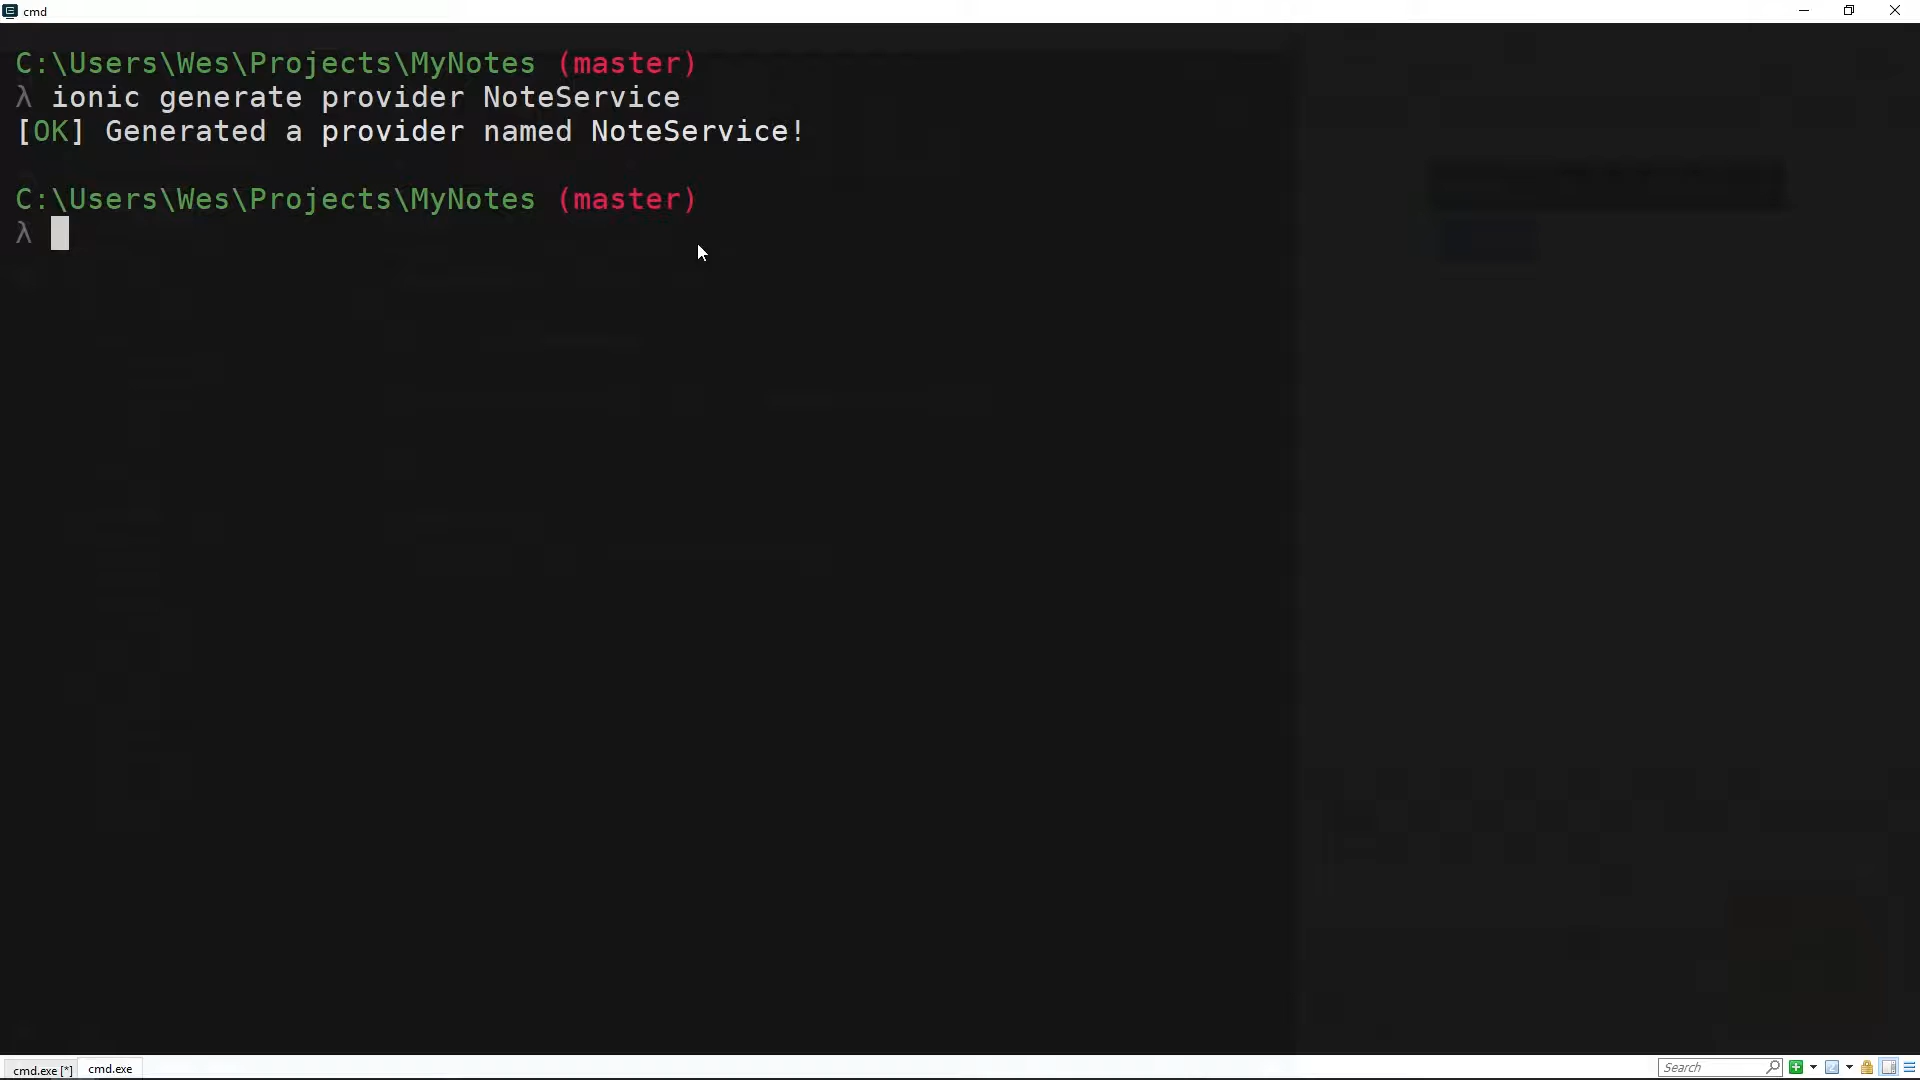 cmd
C:\Users\Wes\Projects\MyNotes (master)
λ ionic generate provider NoteService
[OK] Generated a provider named NoteService!
C:\Users\Wes\Projects\MyNotes (master)
λ
cmd.exe [*]
cmd.exe
Search